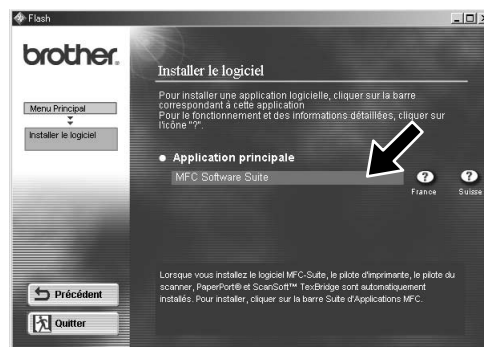 Flash
brother.
Installer le logiciel
Pour installer une application logicielle, cliquer sur la barre
correspondant à cette application
Pour le fonctionnement et des informations détaillées, cliquer sur
l'icône "?".
Menu Principal
Installer le logiciel
Application principale
MFC Software Suite
?
?
France
Suisse
Lorsque vous installez le logiciel MFC-Suite, le pilote d'imprimante, le pilote du
scanner, PaperPort® et ScanSoft™ TexBridge sont automatiquement
installés. Pour installer, cliquer sur la barre Suite d'Applications MFC.
Précédent
Quitter